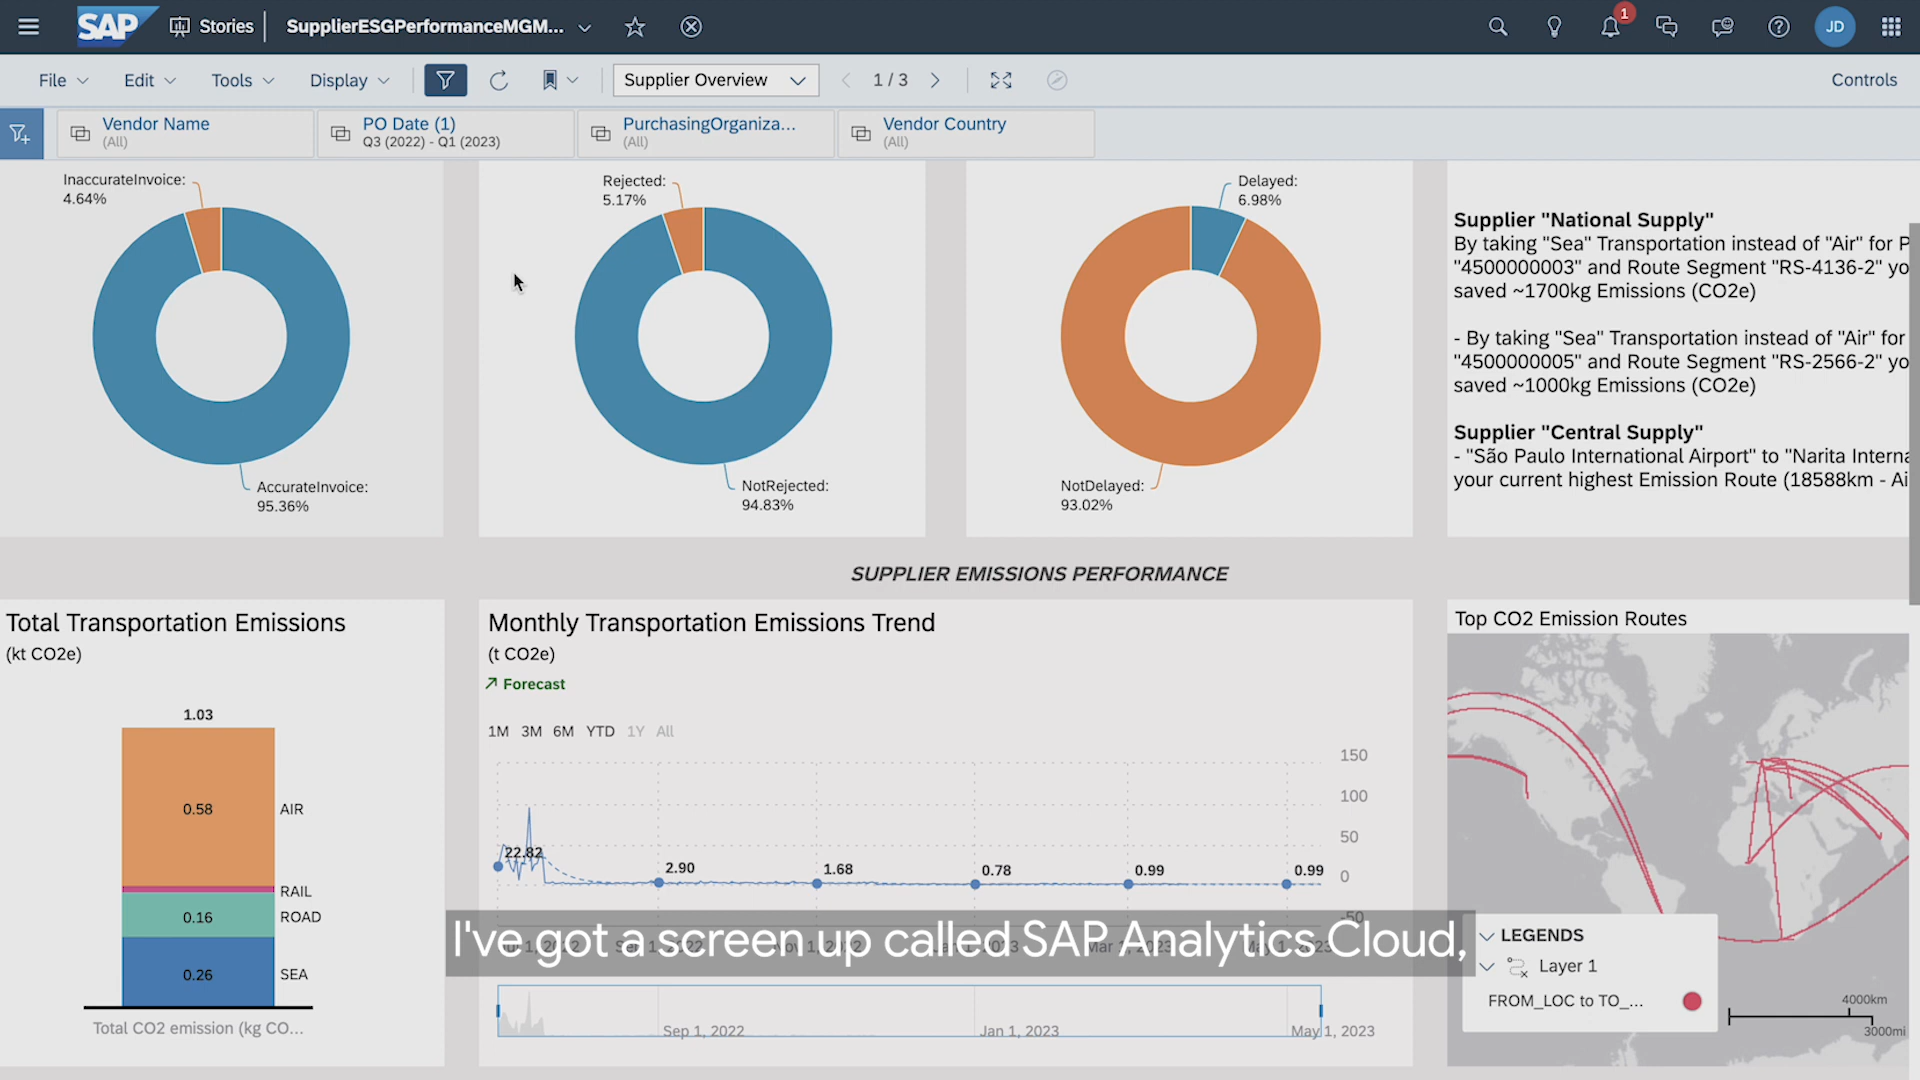 SAP Stories SupplierESGPerformanceMGM... 1 JD
File Edit Tools Display Supplier Overview 1 / 3 Controls
Vendor Name PO Date (1) PurchasingOrganiza... Vendor Country
(All) Q3 (2022) - Q1 (2023) (All) (All)
InaccurateInvoice:
4.64%
AccurateInvoice:
95.36%
Rejected:
5.17%
NotRejected:
94.83%
Delayed:
6.98%
NotDelayed:
93.02%
Supplier "National Supply"
By taking "Sea" Transportation instead of "Air" for P
"4500000003" and Route Segment "RS-4136-2" yo
saved ~1700kg Emissions (CO2e)
- By taking "Sea" Transportation instead of "Air" for
"4500000005" and Route Segment "RS-2566-2" yo
saved ~1000kg Emissions (CO2e)
Supplier "Central Supply"
- "São Paulo International Airport" to "Narita Interna
your current highest Emission Route (18588km - Ai
SUPPLIER EMISSIONS PERFORMANCE
Total Transportation Emissions
(kt CO2e)
1.03
0.58 AIR
RAIL
0.16 ROAD
0.26 SEA
Total CO2 emission (kg CO...
Monthly Transportation Emissions Trend
(t CO2e)
Forecast
1M 3M 6M YTD 1Y All
150
100
50
0
-50
22.82 2.90 1.68 0.78 0.99 0.99
I've got a screen up called SAP Analytics Cloud,
Sep 1, 2022 Jan 1, 2023 May 1, 2023
Top CO2 Emission Routes
LEGENDS
Layer 1
FROM_LOC to TO_...
4000km
3000mi